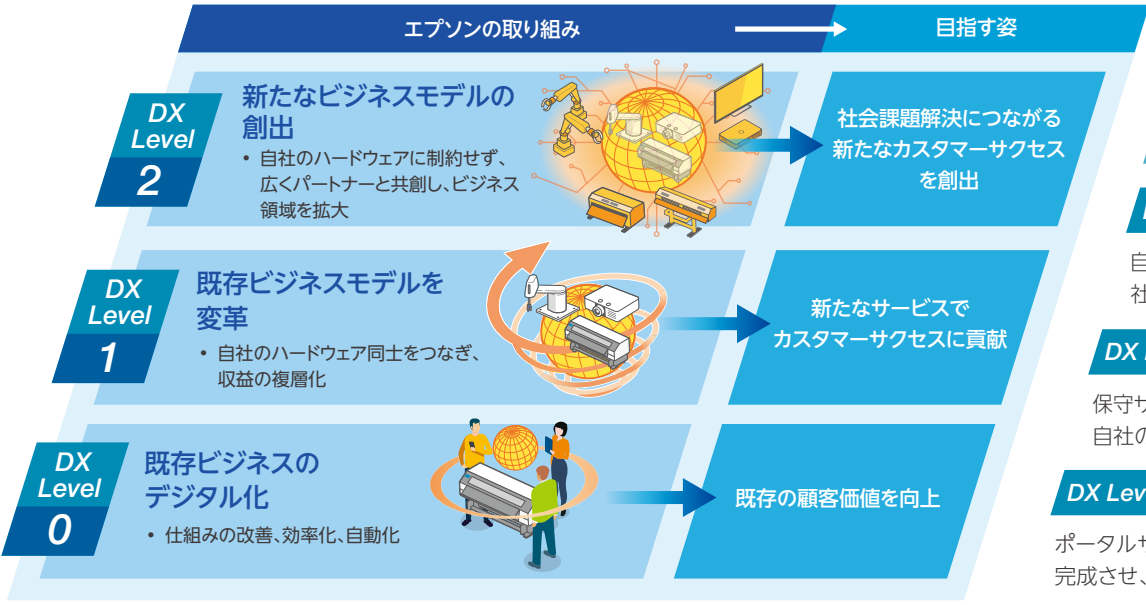 エプソンの取り組み
目指す姿
DX
Level
2
新たなビジネスモデルの
創出
• 自社のハードウェアに制約せず、
広くパートナーと共創し、ビジネス
領域を拡大
社会課題解決につながる
新たなカスタマーサクセス
を創出
DX
Level
1
既存ビジネスモデルを
変革
• 自社のハードウェア同士をつなぎ、
収益の複層化
新たなサービスで
カスタマーサクセスに貢献
DX
Level
0
既存ビジネスの
デジタル化
• 仕組みの改善、効率化、自動化
既存の顧客価値を向上
自
社
DX
保守サ
自社の
DX Lev
ポータルサ
完成させ、